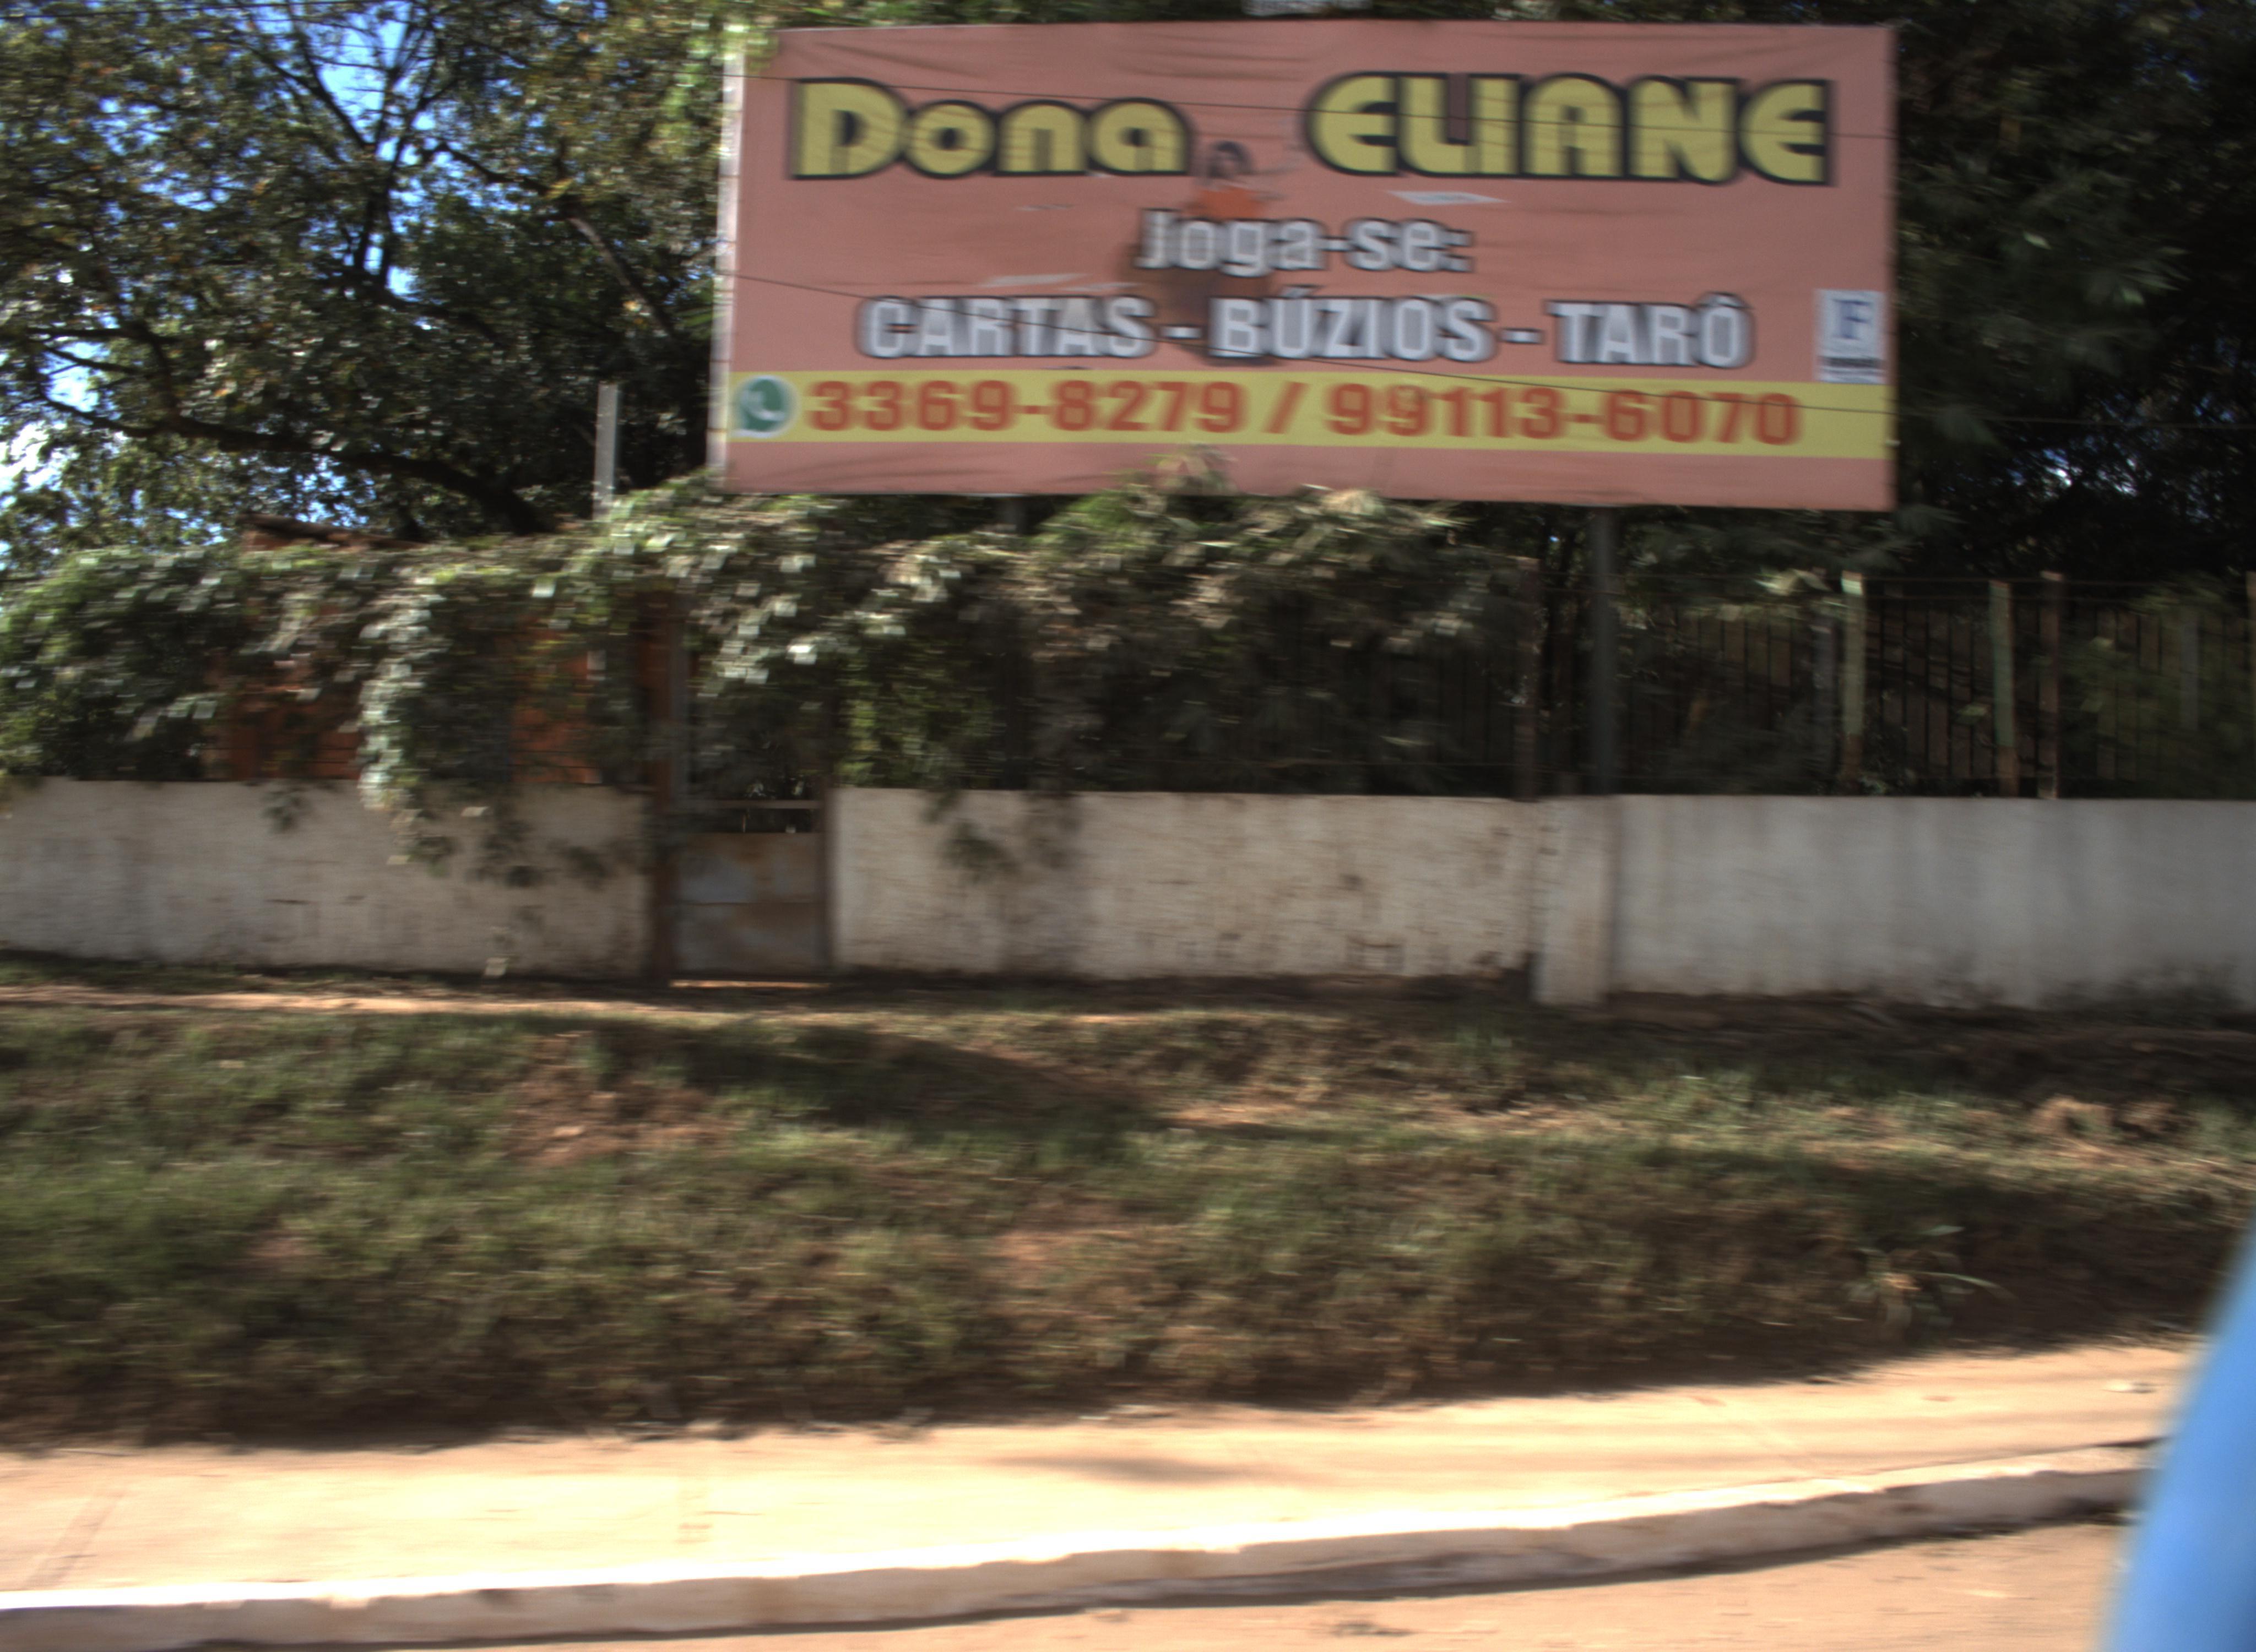 Dona ELIANE
Joga-se:
CARTAS - BÚZIOS - TARÔ
3369-8279 / 99113-6070
F